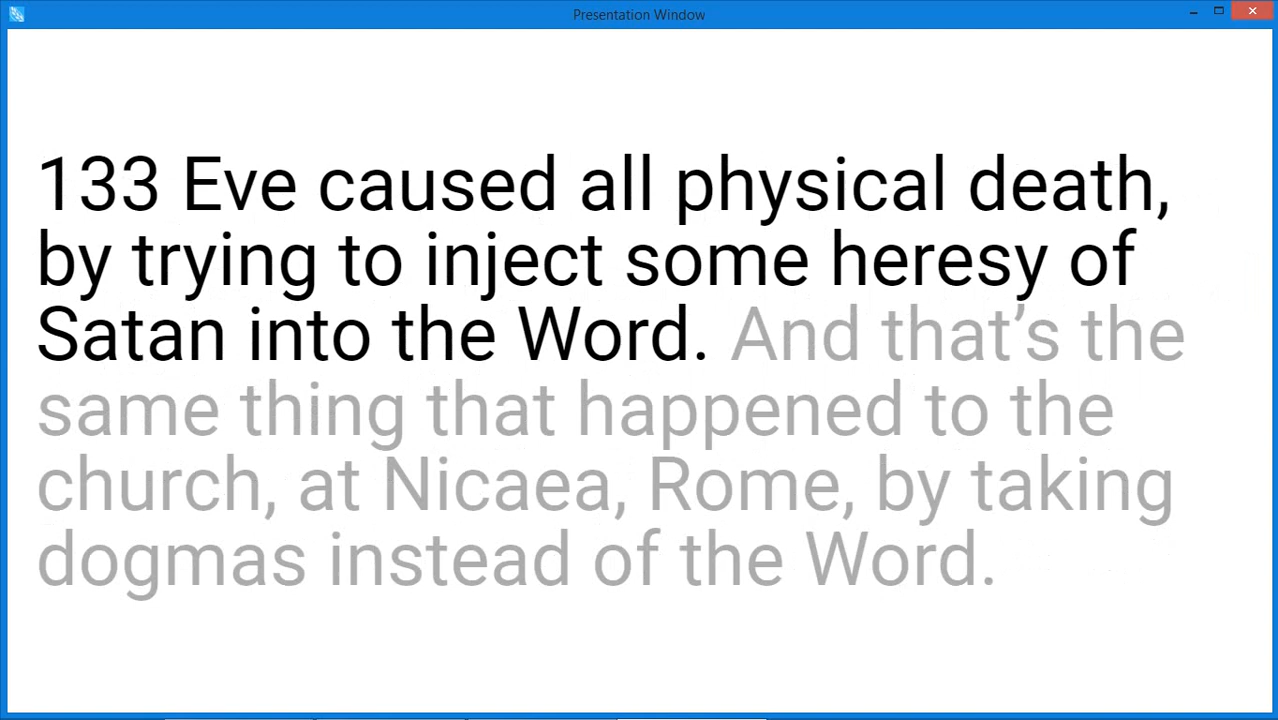 Presentation Window
133 Eve caused all physical death,
by trying to inject some heresy of
Satan into the Word. And that’s the
same thing that happened to the
church, at Nicaea, Rome, by taking
dogmas instead of the Word.